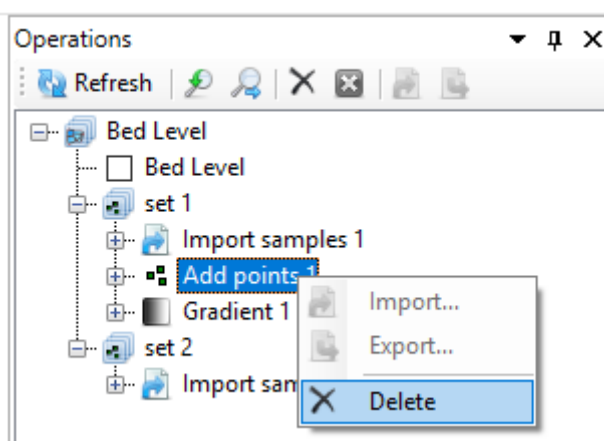 Operations
Refresh
Bed Level
Bed Level
set 1
Import samples 1
Add points 1
Gradient 1
Import...
Export...
set 2
Import sam
Delete